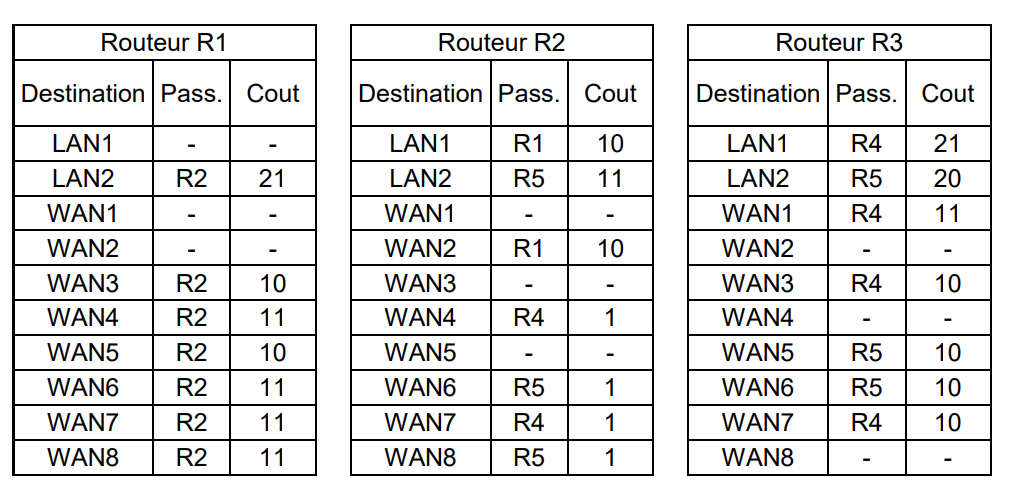 Routeur R1 Routeur R2 Routeur R3
Destination Pass. Cout Destination Pass. Cout Destination Pass. Cout
LAN1 - - LAN1 R1 10 LAN1 R4 21
LAN2 R2 21 LAN2 R5 11 LAN2 R5 20
WAN1 - - WAN1 - - WAN1 R4 11
WAN2 - - WAN2 R1 10 WAN2 - -
WAN3 R2 10 WAN3 - - WAN3 R4 10
WAN4 R2 11 WAN4 R4 1 WAN4 - -
WAN5 R2 10 WAN5 - - WAN5 R5 10
WAN6 R2 11 WAN6 R5 1 WAN6 R5 10
WAN7 R2 11 WAN7 R4 1 WAN7 R4 10
WAN8 R2 11 WAN8 R5 1 WAN8 - -